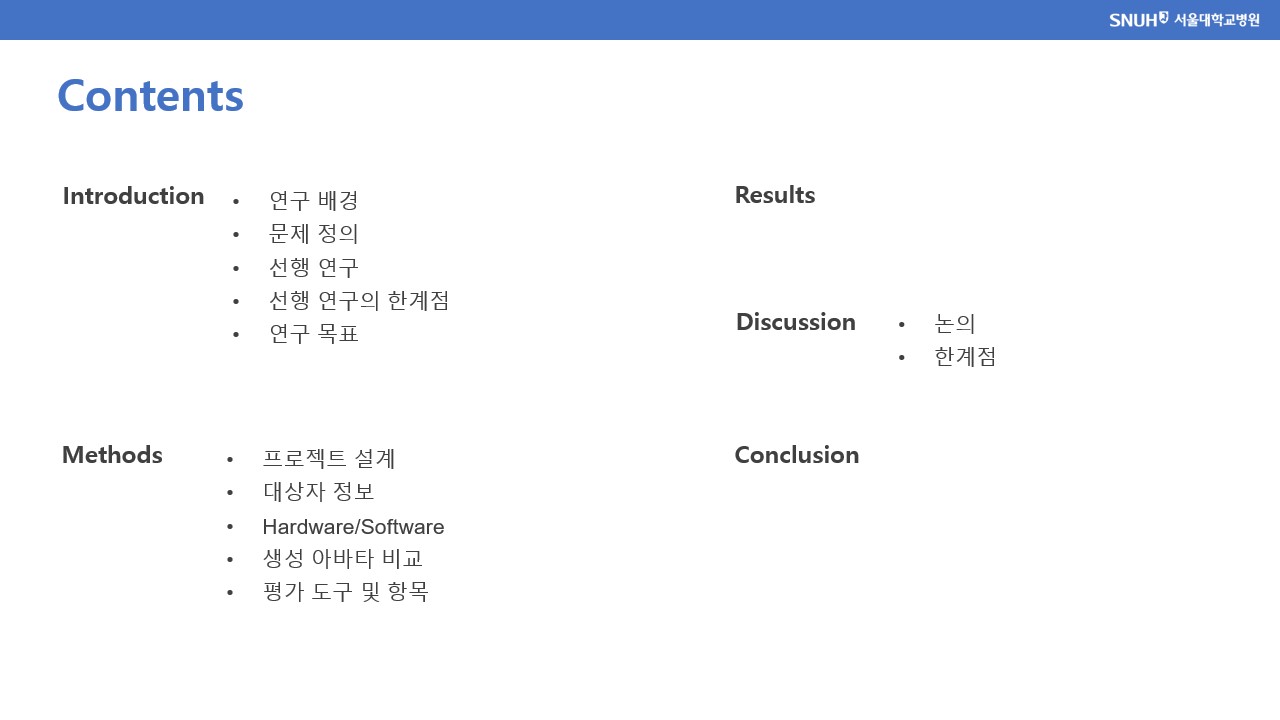 SNUH 서울대학교병원
Contents
Introduction
• 연구 배경
• 문제 정의
• 선행 연구
• 선행 연구의 한계점
• 연구 목표
Methods
• 프로젝트 설계
• 대상자 정보
• Hardware/Software
• 생성 아바타 비교
• 평가 도구 및 항목
Results
Discussion
• 논의
• 한계점
Conclusion